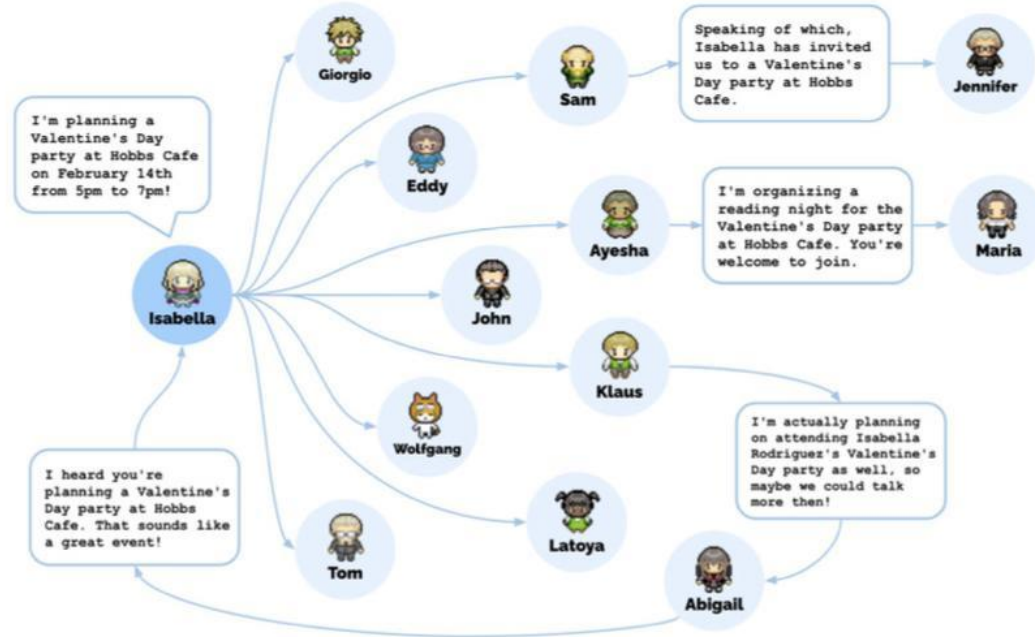 Giorgio
Sam
Speaking of which,
Isabella has invited
us to a Valentine's
Day party at Hobbs
Cafe.
Jennifer
I'm planning a
Valentine's Day
party at Hobbs Cafe
on February 14th
from 5pm to 7pm!
Eddy
Ayesha
I'm organizing a
reading night for the
Valentine's Day party
at Hobbs Cafe. You're
welcome to join.
Maria
Isabella
John
Klaus
Wolfgang
I'm actually planning
on attending Isabella
Rodriguez's Valentine's
Day party as well, so
maybe we could talk
more then!
I heard you're
planning a Valentine's
Day party at Hobbs
Cafe. That sounds like
a great event!
Tom
Latoya
Abigail